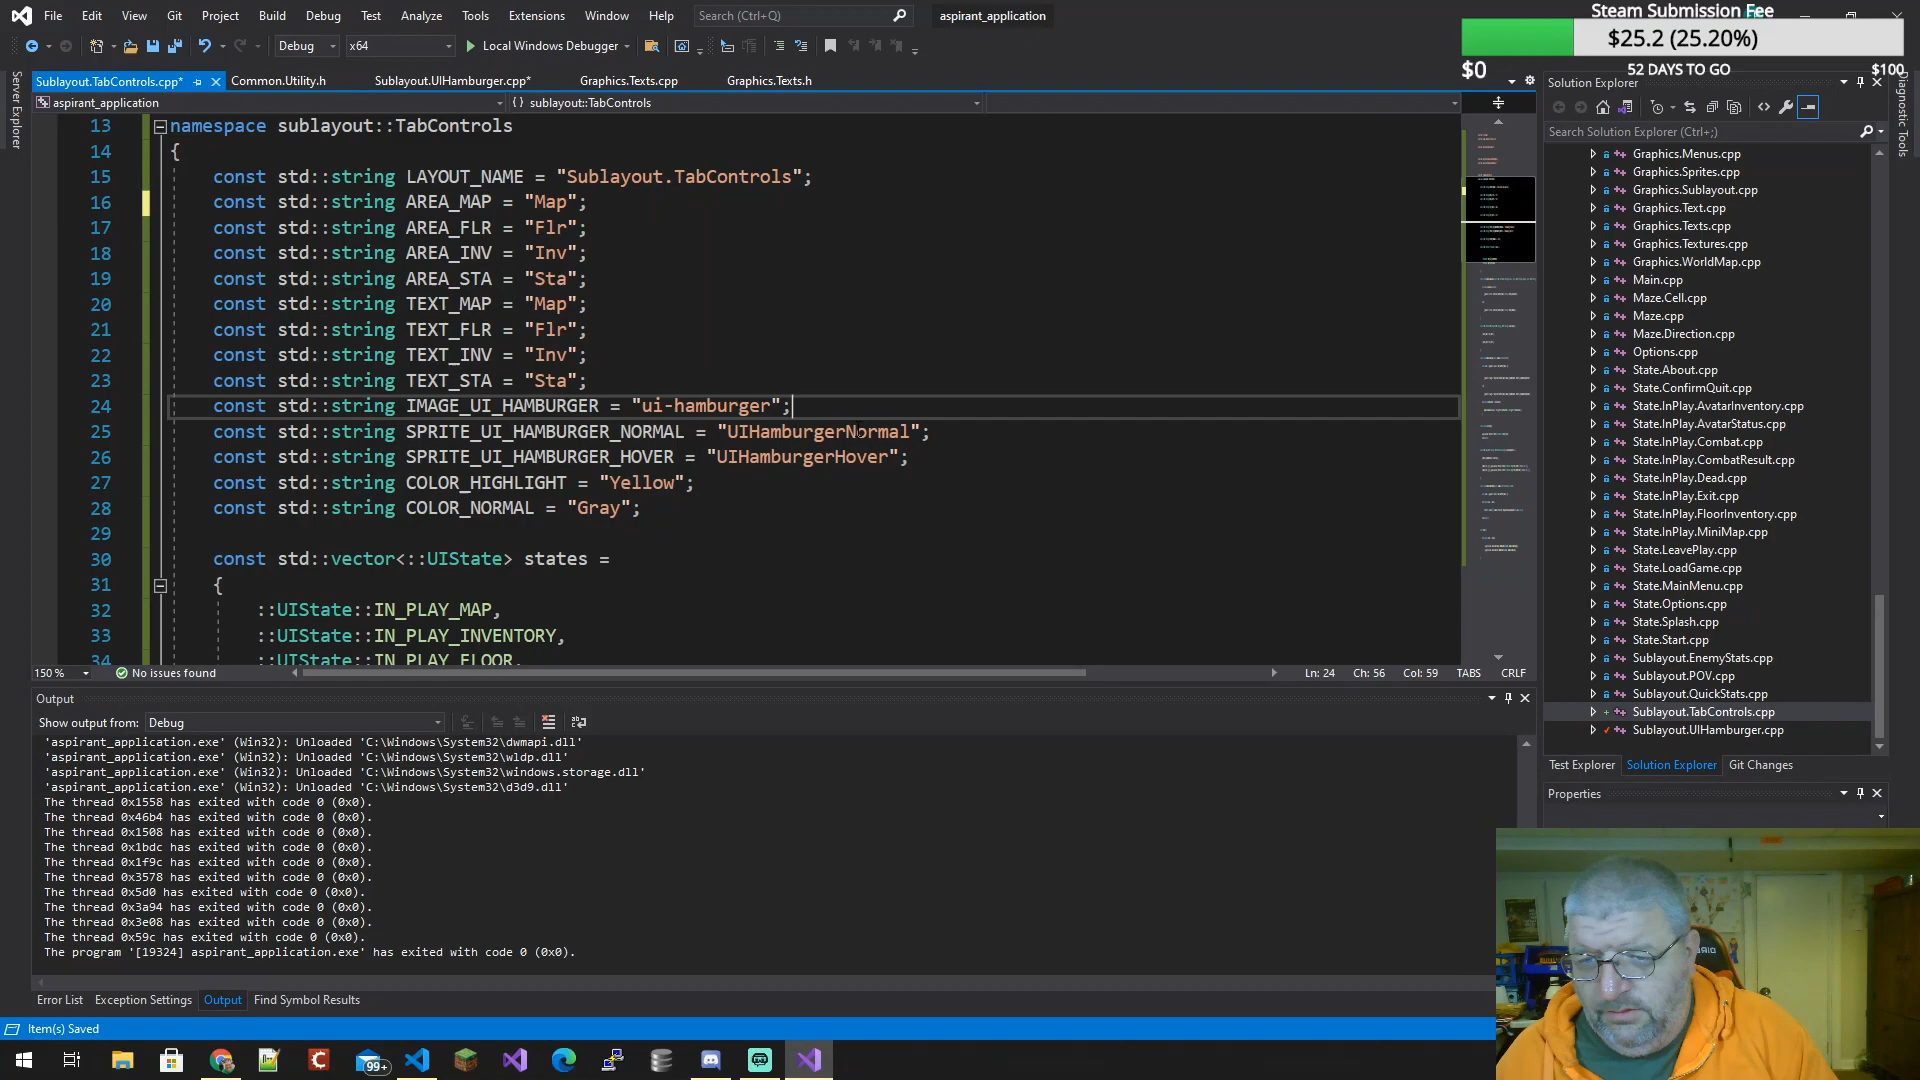 File Edit View Git Project Build Debug Test Analyze Tools Extensions Window Help Search (Ctrl+Q) aspirant_application
Steam Submission Fee
$25.2 (25.20%)
$0 52 DAYS TO GO $100
Debug x64 Local Windows Debugger
Server Explorer
Diagnostic Tools
Sublayout.TabControls.cpp* Common.Utility.h Sublayout.UIHamburger.cpp* Graphics.Texts.cpp Graphics.Texts.h
aspirant_application {} sublayout::TabControls
13 namespace sublayout::TabControls
14 {
15 const std::string LAYOUT_NAME = "Sublayout.TabControls";
16 const std::string AREA_MAP = "Map";
17 const std::string AREA_FLR = "Flr";
18 const std::string AREA_INV = "Inv";
19 const std::string AREA_STA = "Sta";
20 const std::string TEXT_MAP = "Map";
21 const std::string TEXT_FLR = "Flr";
22 const std::string TEXT_INV = "Inv";
23 const std::string TEXT_STA = "Sta";
24 const std::string IMAGE_UI_HAMBURGER = "ui-hamburger";
25 const std::string SPRITE_UI_HAMBURGER_NORMAL = "UIHamburgerNormal";
26 const std::string SPRITE_UI_HAMBURGER_HOVER = "UIHamburgerHover";
27 const std::string COLOR_HIGHLIGHT = "Yellow";
28 const std::string COLOR_NORMAL = "Gray";
29
30 const std::vector<::UIState> states =
31 {
32 ::UIState::IN_PLAY_MAP,
33 ::UIState::IN_PLAY_INVENTORY,
34 ::UIState::IN_PLAY_FLOOR,
150 % No issues found Ln: 24 Ch: 56 Col: 59 TABS CRLF
Output
Show output from: Debug
'aspirant_application.exe' (Win32): Unloaded 'C:\Windows\System32\dwmapi.dll'
'aspirant_application.exe' (Win32): Unloaded 'C:\Windows\System32\wldp.dll'
'aspirant_application.exe' (Win32): Unloaded 'C:\Windows\System32\windows.storage.dll'
'aspirant_application.exe' (Win32): Unloaded 'C:\Windows\System32\d3d9.dll'
The thread 0x1558 has exited with code 0 (0x0).
The thread 0x46b4 has exited with code 0 (0x0).
The thread 0x1508 has exited with code 0 (0x0).
The thread 0x1bdc has exited with code 0 (0x0).
The thread 0x1f9c has exited with code 0 (0x0).
The thread 0x3578 has exited with code 0 (0x0).
The thread 0x5d0 has exited with code 0 (0x0).
The thread 0x3a94 has exited with code 0 (0x0).
The thread 0x3e08 has exited with code 0 (0x0).
The thread 0x59c has exited with code 0 (0x0).
The program '[19324] aspirant_application.exe' has exited with code 0 (0x0).
Error List Exception Settings Output Find Symbol Results
Item(s) Saved
99+
Solution Explorer
Search Solution Explorer (Ctrl+;)
Graphics.Menus.cpp
Graphics.Sprites.cpp
Graphics.Sublayout.cpp
Graphics.Text.cpp
Graphics.Texts.cpp
Graphics.Textures.cpp
Graphics.WorldMap.cpp
Main.cpp
Maze.Cell.cpp
Maze.cpp
Maze.Direction.cpp
Options.cpp
State.About.cpp
State.ConfirmQuit.cpp
State.InPlay.AvatarInventory.cpp
State.InPlay.AvatarStatus.cpp
State.InPlay.Combat.cpp
State.InPlay.CombatResult.cpp
State.InPlay.Dead.cpp
State.InPlay.Exit.cpp
State.InPlay.FloorInventory.cpp
State.InPlay.MiniMap.cpp
State.LeavePlay.cpp
State.LoadGame.cpp
State.MainMenu.cpp
State.Options.cpp
State.Splash.cpp
State.Start.cpp
Sublayout.EnemyStats.cpp
Sublayout.POV.cpp
Sublayout.QuickStats.cpp
Sublayout.TabControls.cpp
Sublayout.UIHamburger.cpp
Test Explorer Solution Explorer Git Changes
Properties